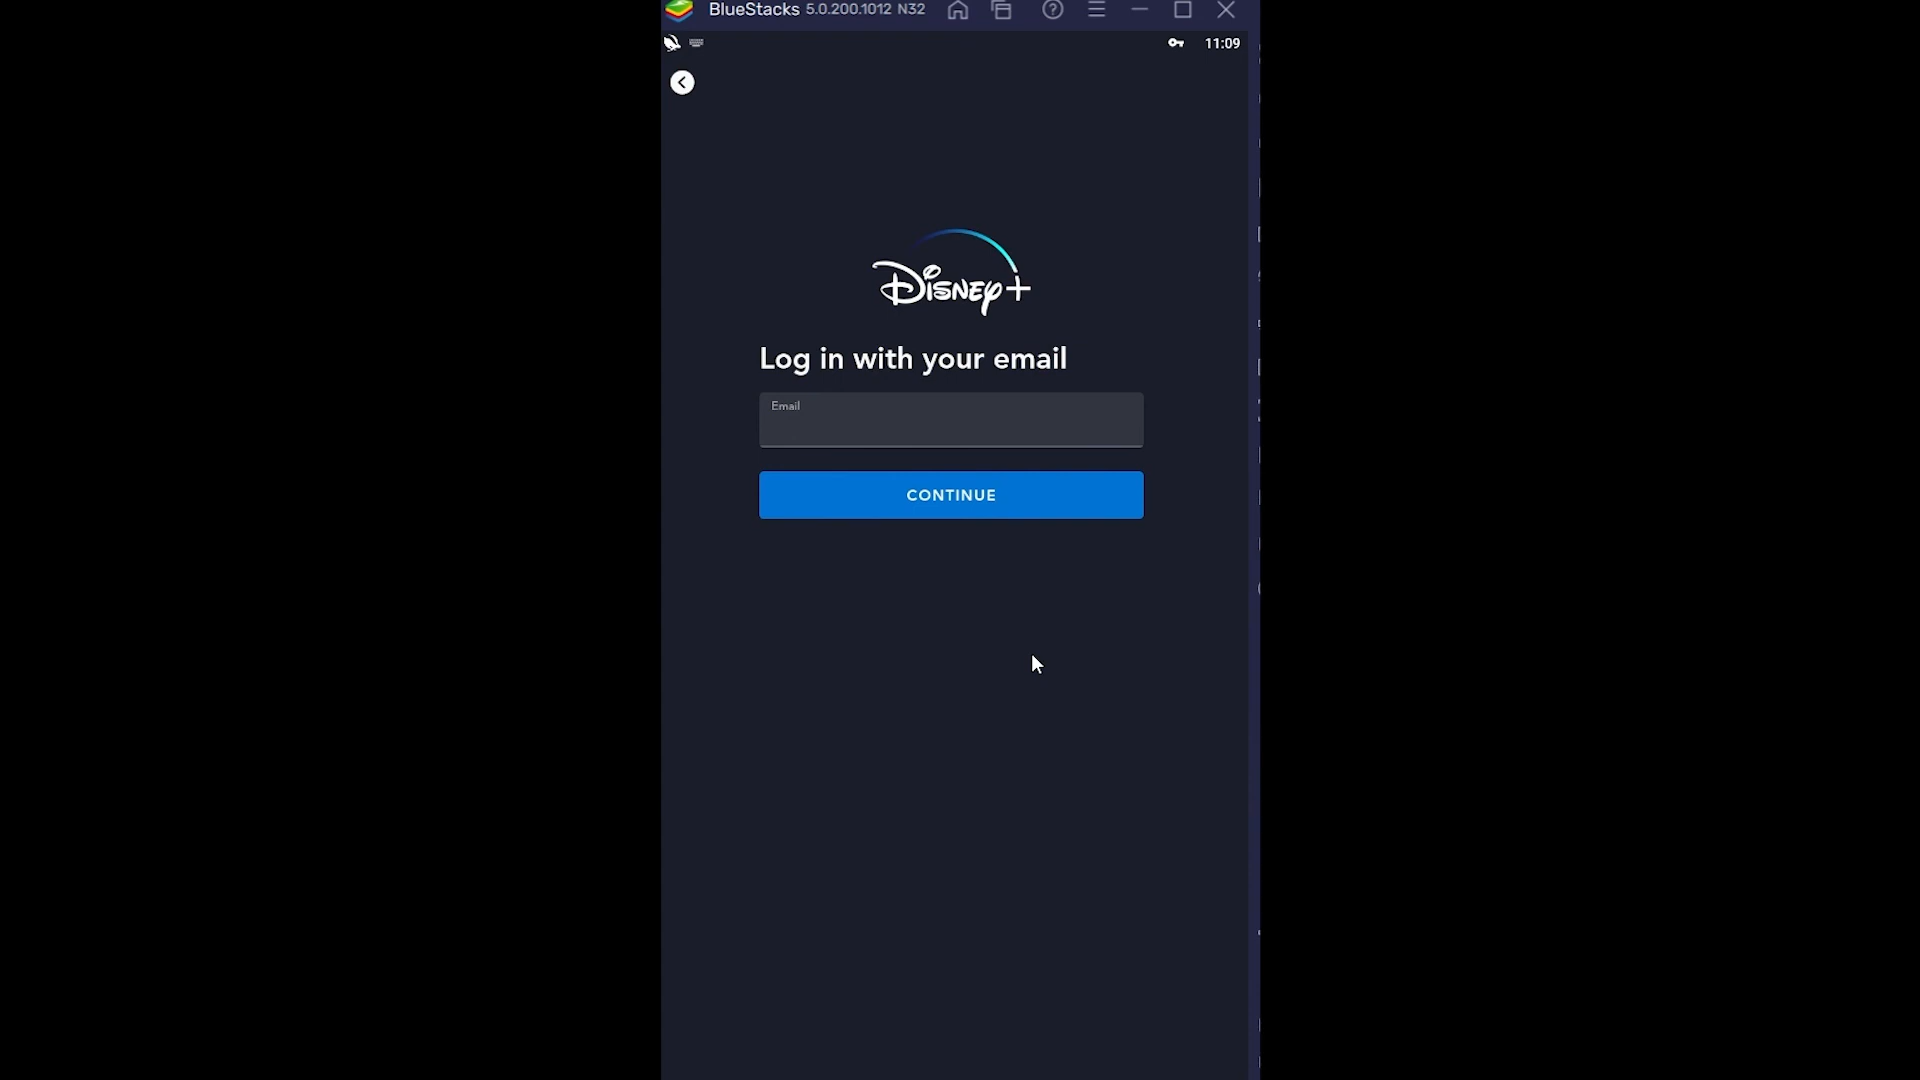 BlueStacks 5.0.200.1012 N32
11:09
Disney+
Log in with your email
Email
CONTINUE